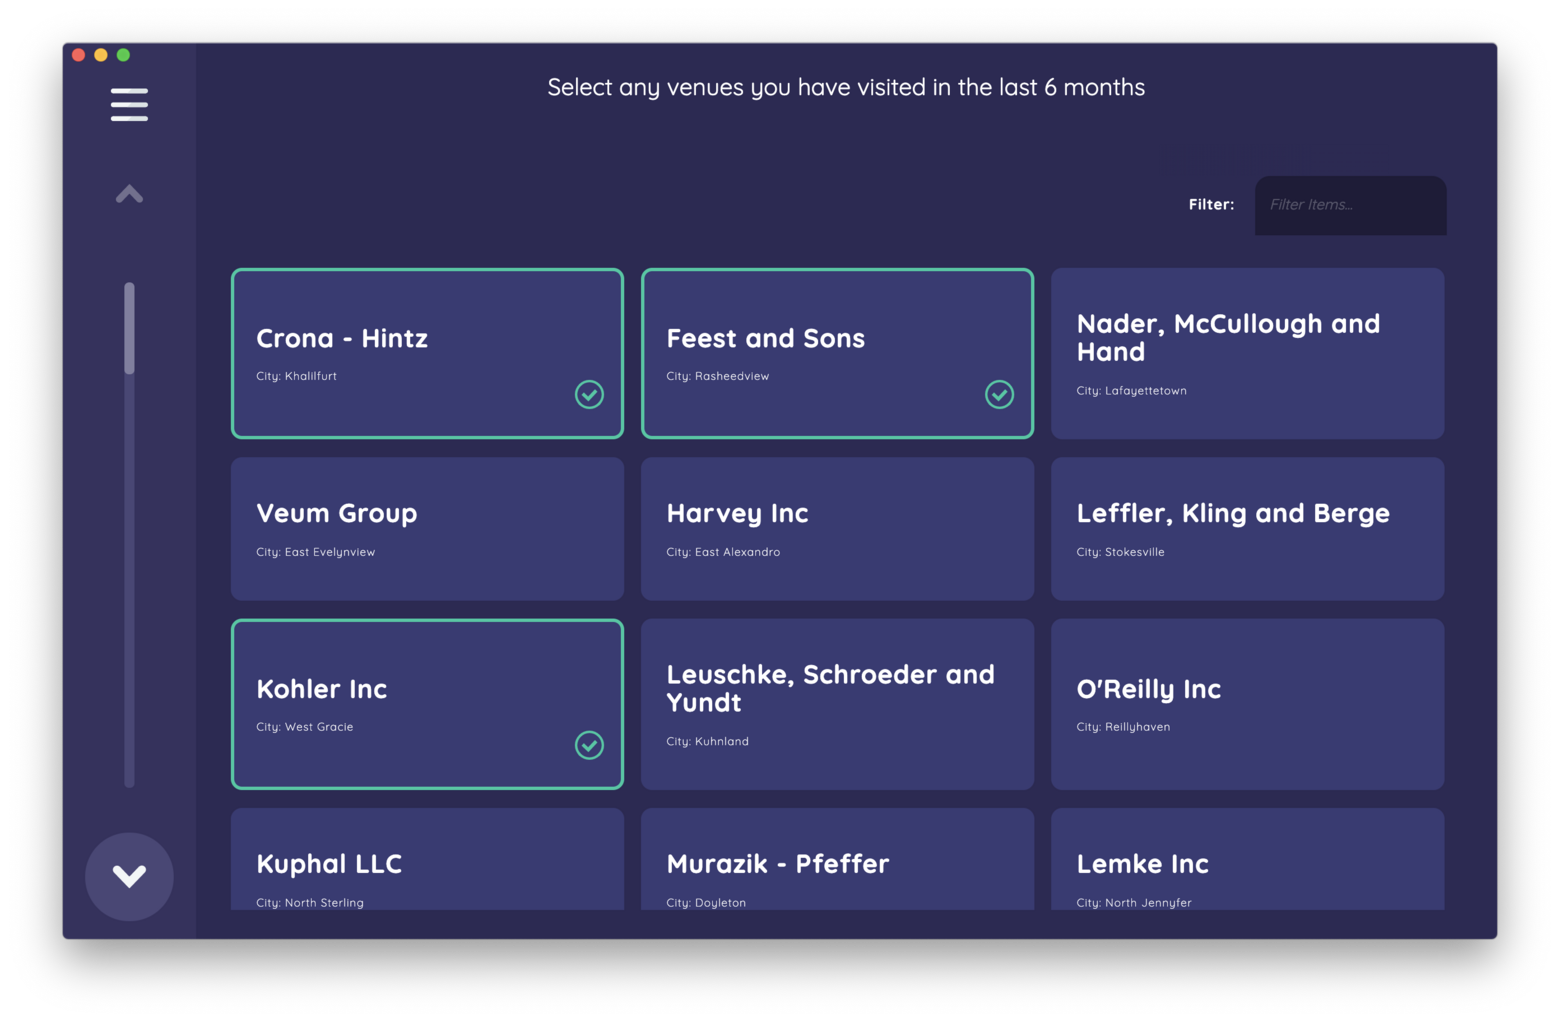 Select any venues you have visited in the last 6 months
Filter:
Filter Items...
Crona - Hintz
City: Khalilfurt
Feest and Sons
City: Rasheedview
Nader, McCullough and
Hand
City: Lafayettetown
Veum Group
City: East Evelynview
Harvey Inc
City: East Alexandro
Leffler, Kling and Berge
City: Stokesville
Kohler Inc
City: West Gracie
Leuschke, Schroeder and
Yundt
City: Kuhnland
O'Reilly Inc
City: Reillyhaven
Kuphal LLC
City: North Sterling
Murazik - Pfeffer
City: Doyleton
Lemke Inc
City: North Jennyfer